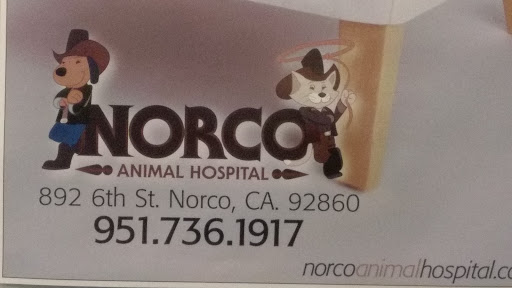 NORCO
ANIMAL HOSPITAL
892 6th St. Norco, CA. 92860
951.736.1917
norcoanimalhospital.co